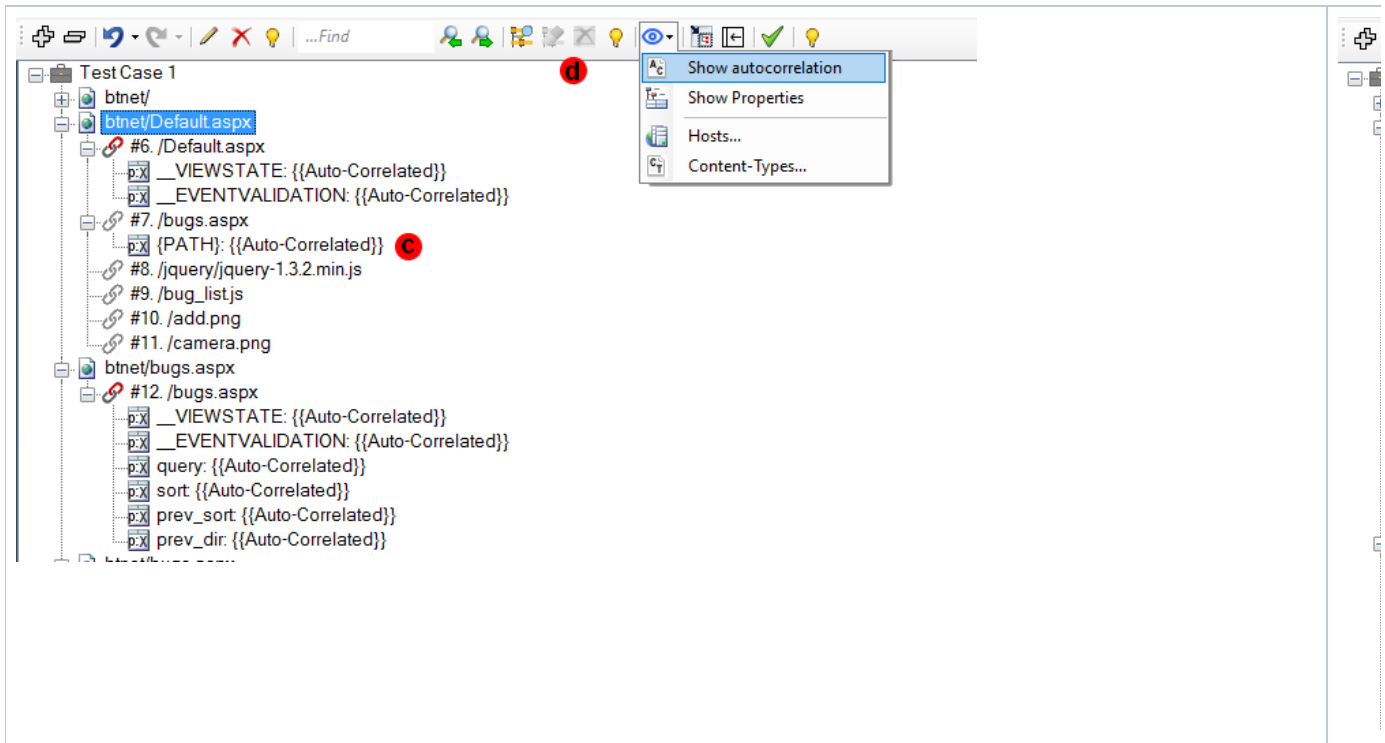 ...Find
d
Test Case 1
Show autocorrelation
btnet/
Show Properties
btnet/Default.aspx
#6. /Default.aspx
Hosts...
__VIEWSTATE: {{Auto-Correlated}}
Content-Types...
__EVENTVALIDATION: {{Auto-Correlated}}
#7. /bugs.aspx
{PATH}: {{Auto-Correlated}} c
#8. /jquery/jquery-1.3.2.min.js
#9. /bug_list.js
#10. /add.png
#11. /camera.png
btnet/bugs.aspx
#12. /bugs.aspx
__VIEWSTATE: {{Auto-Correlated}}
__EVENTVALIDATION: {{Auto-Correlated}}
query: {{Auto-Correlated}}
sort: {{Auto-Correlated}}
prev_sort: {{Auto-Correlated}}
prev_dir: {{Auto-Correlated}}